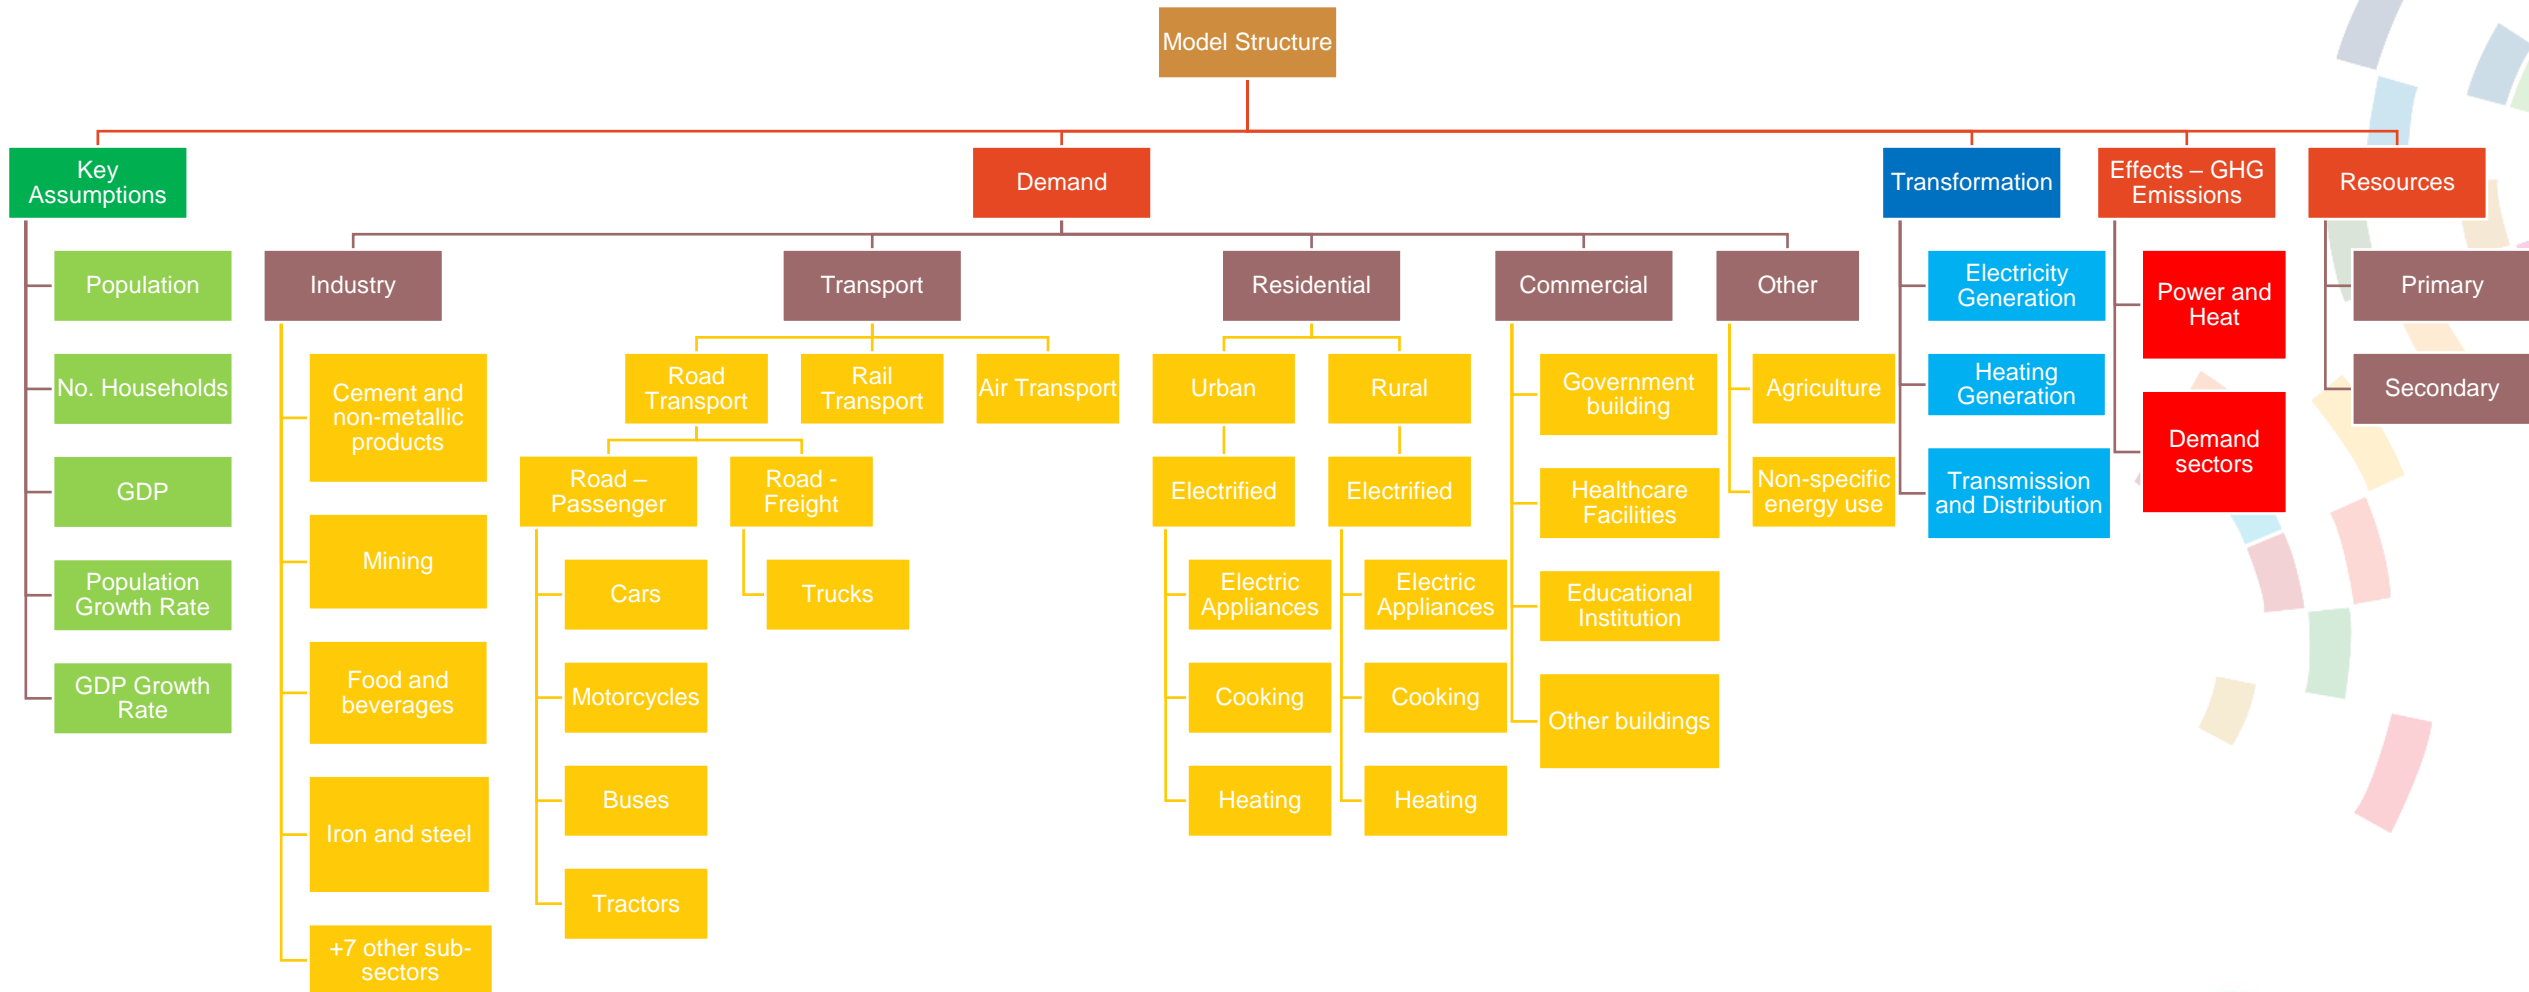 Model Structure
Key
Assumptions
Demand
Transformation
Effects – GHG
Emissions
Resources
Population
No. Households
GDP
Population
Growth Rate
GDP Growth
Rate
Industry
Cement and
non-metallic
products
Mining
Food and
beverages
Iron and steel
+7 other sub-
sectors
Transport
Road
Transport
Rail
Transport
Air Transport
Road –
Passenger
Road -
Freight
Cars
Motorcycles
Buses
Tractors
Trucks
Residential
Urban
Rural
Electrified
Electrified
Electric
Appliances
Cooking
Heating
Electric
Appliances
Cooking
Heating
Commercial
Government
building
Healthcare
Facilities
Educational
Institution
Other buildings
Other
Agriculture
Non-specific
energy use
Electricity
Generation
Heating
Generation
Transmission
and Distribution
Power and
Heat
Demand
sectors
Primary
Secondary